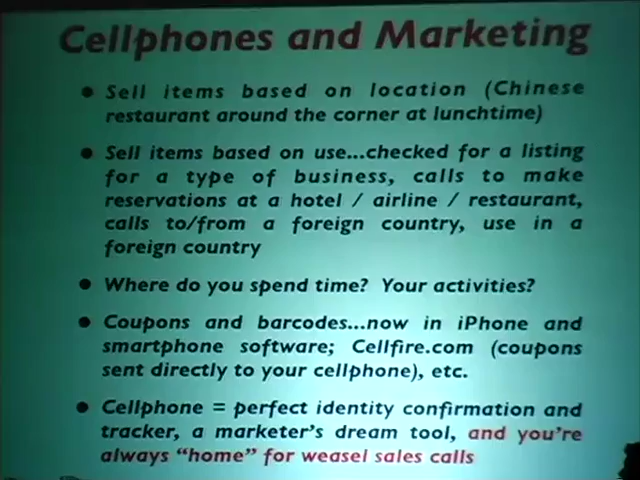 Cellphones and Marketing
• Sell items based on location (Chinese
restaurant around the corner at lunchtime)
• Sell items based on use...checked for a listing
for a type of business, calls to make
reservations at a hotel / airline / restaurant,
calls to/from a foreign country, use in a
foreign country
• Where do you spend time? Your activities?
• Coupons and barcodes...now in iPhone and
smartphone software; Cellfire.com (coupons
sent directly to your cellphone), etc.
• Cellphone = perfect identity confirmation and
tracker, a marketer's dream tool, and you're
always "home" for weasel sales calls